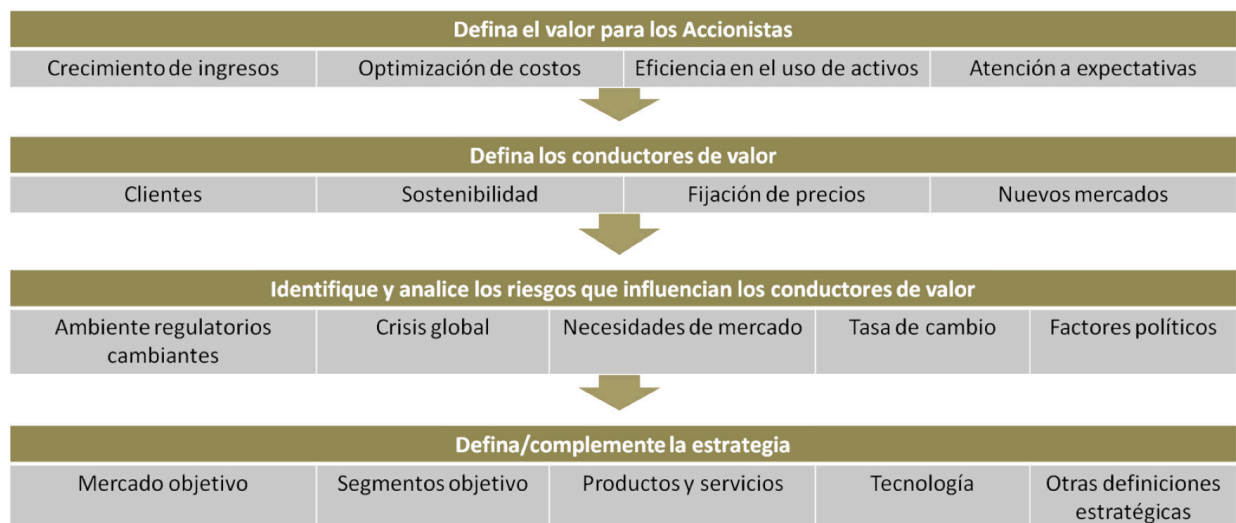 Defina el valor para los Accionistas
Crecimiento de ingresos
Optimización de costos
Eficiencia en el uso de activos
Atención a expectativas
Defina los conductores de valor
Clientes
Sostenibilidad
Fijación de precios
Nuevos mercados
Identifique y analice los riesgos que influencian los conductores de valor
Ambiente regulatorios
cambiantes
Crisis global
Necesidades de mercado
Tasa de cambio
Factores políticos
Defina/complemente la estrategia
Mercado objetivo
Segmentos objetivo
Productos y servicios
Tecnología
Otras definiciones
estratégicas